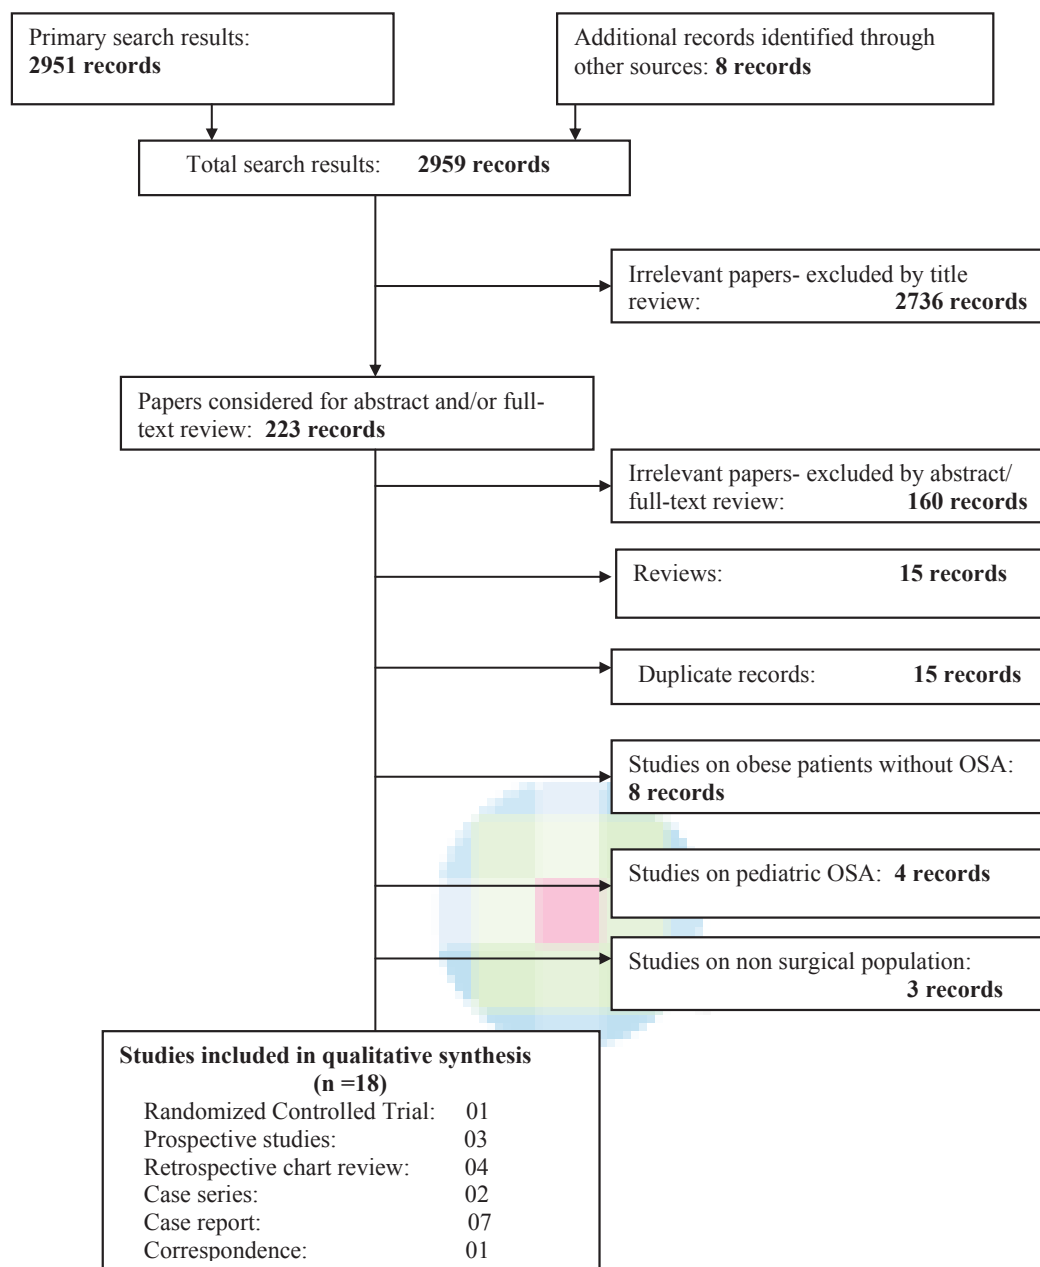 Primary search results:
2951 records
Additional records identified through
other sources: 8 records
Total search results: 2959 records
Irrelevant papers- excluded by title
review: 2736 records
Papers considered for abstract and/or full-
text review: 223 records
Irrelevant papers- excluded by abstract/
full-text review: 160 records
Reviews: 15 records
Duplicate records: 15 records
Studies on obese patients without OSA:
8 records
Studies on pediatric OSA: 4 records
Studies on non surgical population:
3 records
Studies included in qualitative synthesis
(n =18)
Randomized Controlled Trial: 01
Prospective studies: 03
Retrospective chart review: 04
Case series: 02
Case report: 07
Correspondence: 01